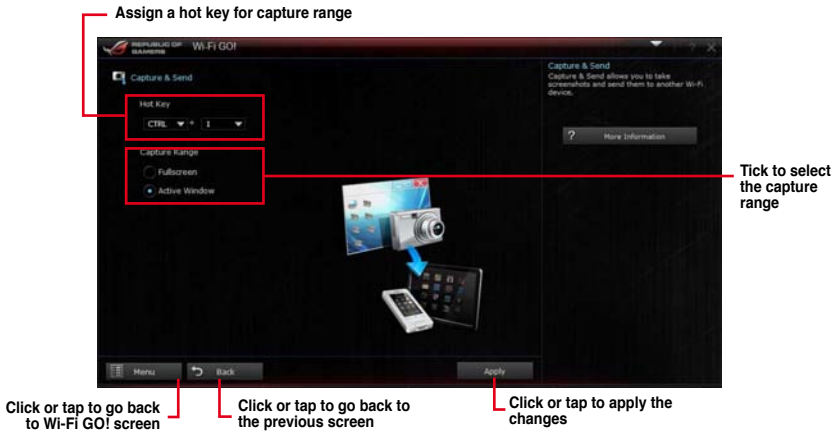 Assign a hot key for capture range
REPUBLIC OF
GAMERS
Wi-Fi GO!
Capture & Send
Hot Key
CTRL + I
Capture Range
Fullscreen
Active Window
Capture & Send
Capture & Send allows you to take
screenshots and send them to another Wi-Fi
device.
? More Information
Tick to select
the capture
range
Menu
Back
Apply
Click or tap to go back
to Wi-Fi GO! screen
Click or tap to go back to
the previous screen
Click or tap to apply the
changes